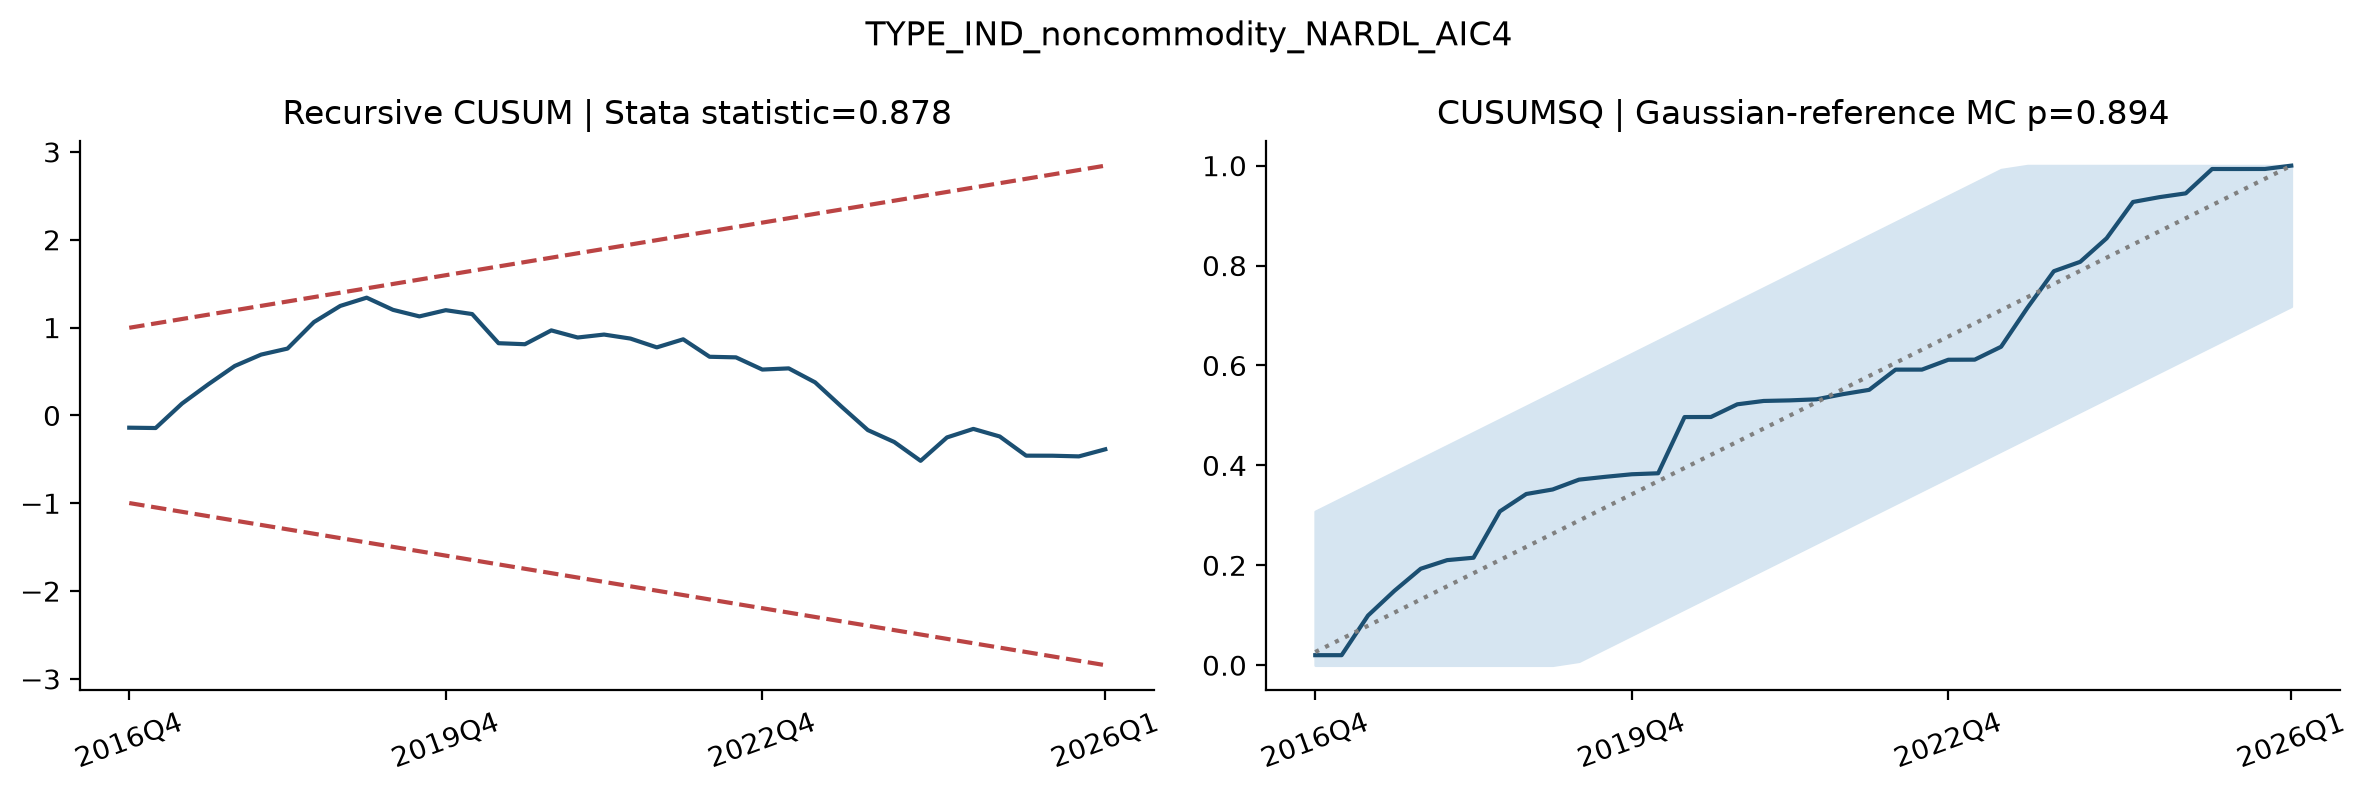 TYPE_IND_noncommodity_NARDL_AIC4
Recursive CUSUM | Stata statistic=0.878
3
2
1
0
−1
−2
−3
2016Q4
2019Q4
2022Q4
2026Q1
CUSUMSQ | Gaussian-reference MC p=0.894
1.0
0.8
0.6
0.4
0.2
0.0
2016Q4
2019Q4
2022Q4
2026Q1